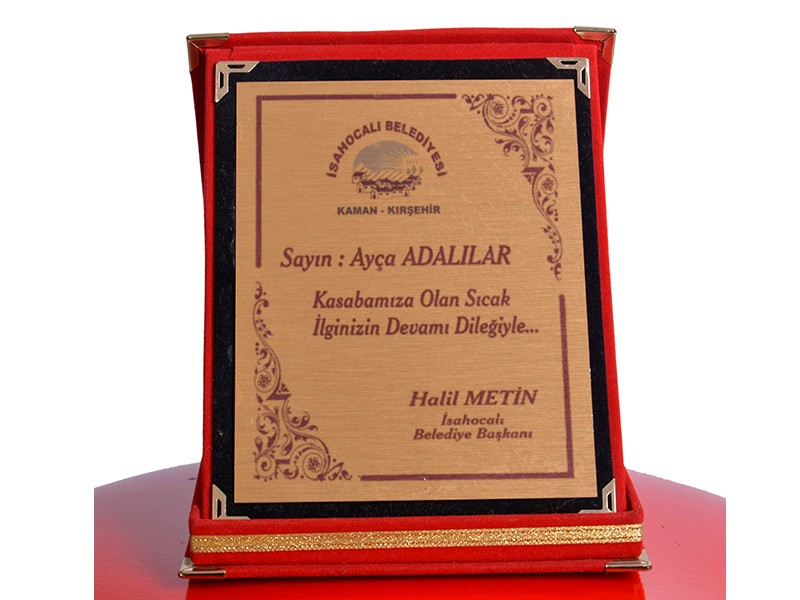 İSAHOCALI BELEDİYESİ
KAMAN - KIRŞEHİR
Sayın : Ayça ADALILAR
Kasabamıza Olan Sıcak
İlginizin Devamı Dileğiyle...
Halil METİN
İsahocalı
Belediye Başkanı